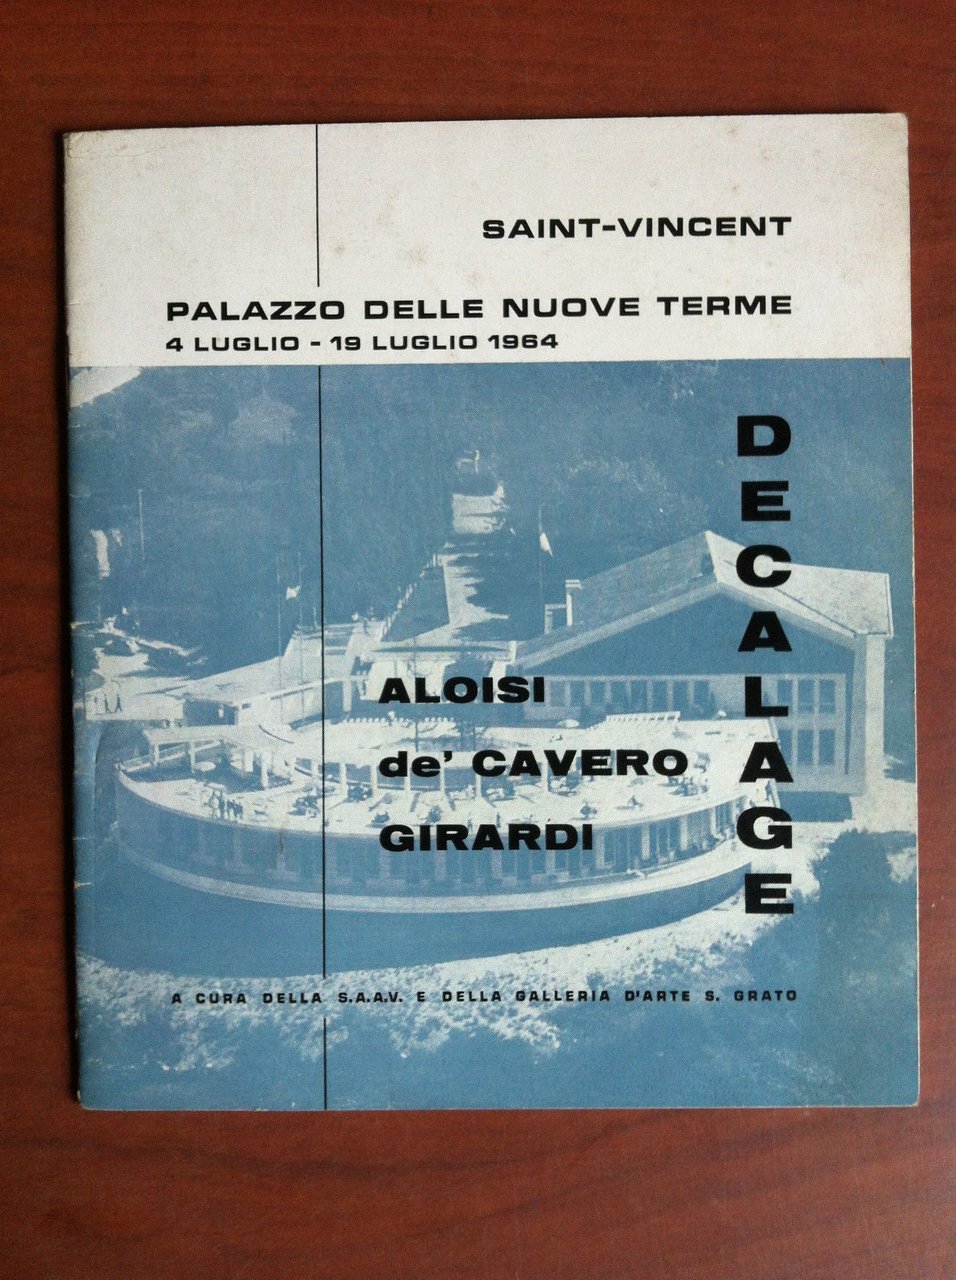 SAINT-VINCENT
PALAZZO DELLE NUOVE TERME
4 LUGLIO - 19 LUGLIO 1964
DECALAGE
ALOISI
de' CAVERO
GIRARDI
A CURA DELLA S.A.A.V. E DELLA GALLERIA D'ARTE S. GRATO